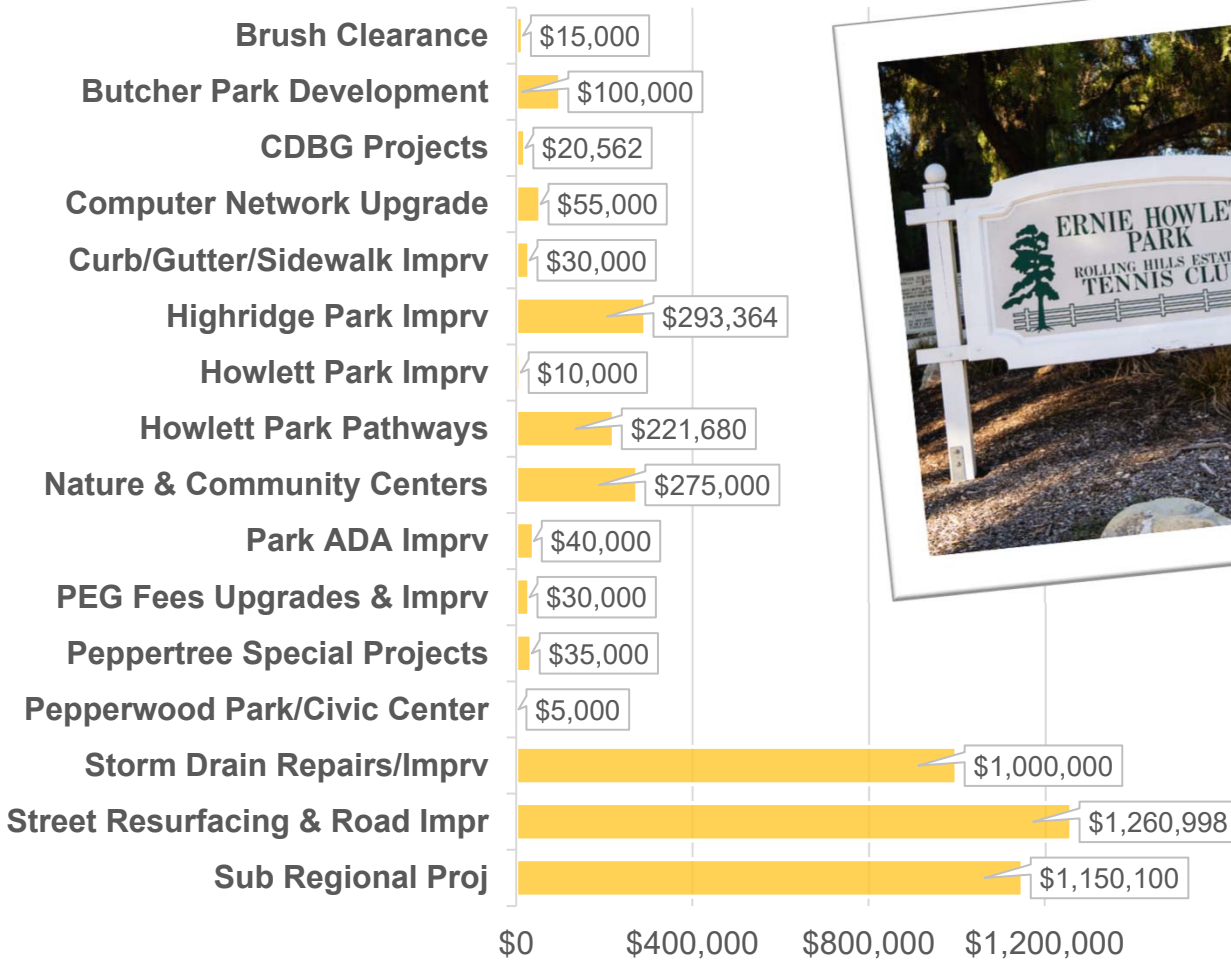 Brush Clearance $15,000
Butcher Park Development $100,000
CDBG Projects $20,562
Computer Network Upgrade $55,000
Curb/Gutter/Sidewalk Imprv $30,000
Highridge Park Imprv $293,364
Howlett Park Imprv $10,000
Howlett Park Pathways $221,680
Nature & Community Centers $275,000
Park ADA Imprv $40,000
PEG Fees Upgrades & Imprv $30,000
Peppertree Special Projects $35,000
Pepperwood Park/Civic Center $5,000
Storm Drain Repairs/Imprv $1,000,000
Street Resurfacing & Road Impr $1,260,998
Sub Regional Proj $1,150,100
$0 $400,000 $800,000 $1,200,000
ERNIE HOWLE
PARK
ROLLING HILLS ESTAT
TENNIS CLU